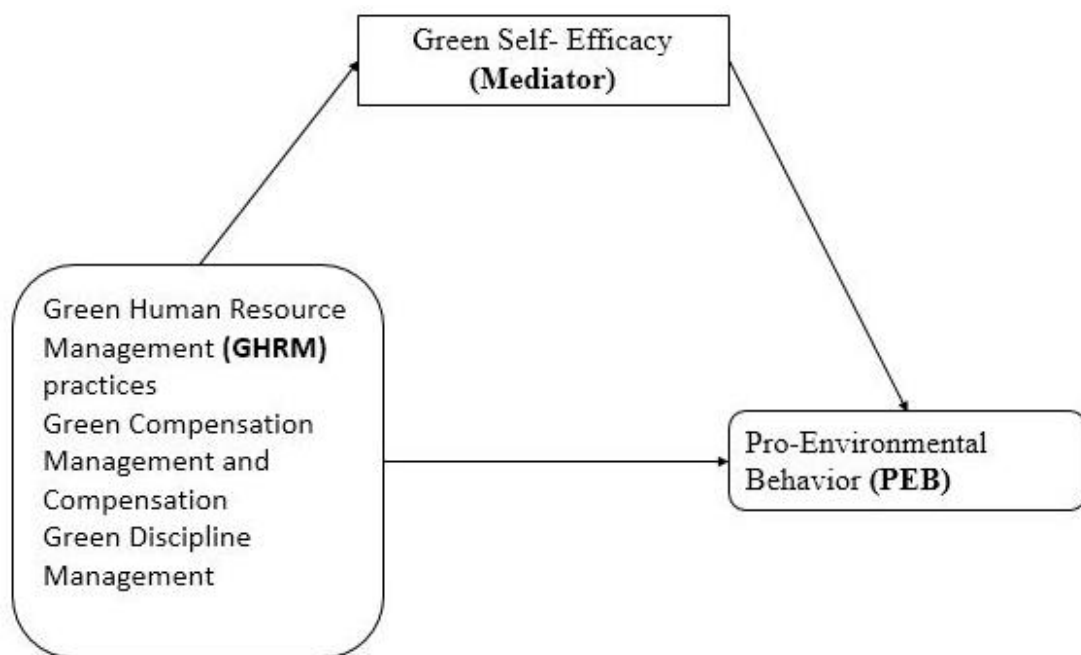 Green Self- Efficacy
(Mediator)
Green Human Resource
Management (GHRM)
practices
Green Compensation
Management and
Compensation
Green Discipline
Management
Pro-Environmental
Behavior (PEB)